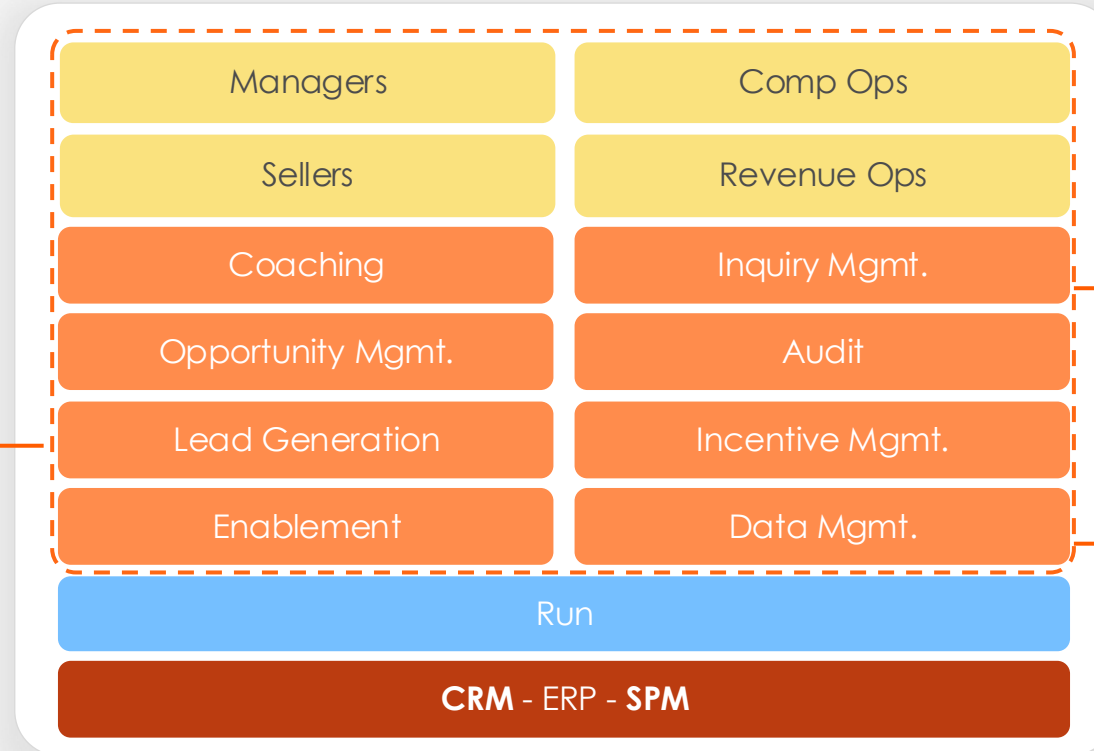 Managers
Comp Ops
Sellers
Revenue Ops
Coaching
Inquiry Mgmt.
Opportunity Mgmt.
Audit
Lead Generation
Incentive Mgmt.
Enablement
Data Mgmt.
Run
CRM - ERP - SPM